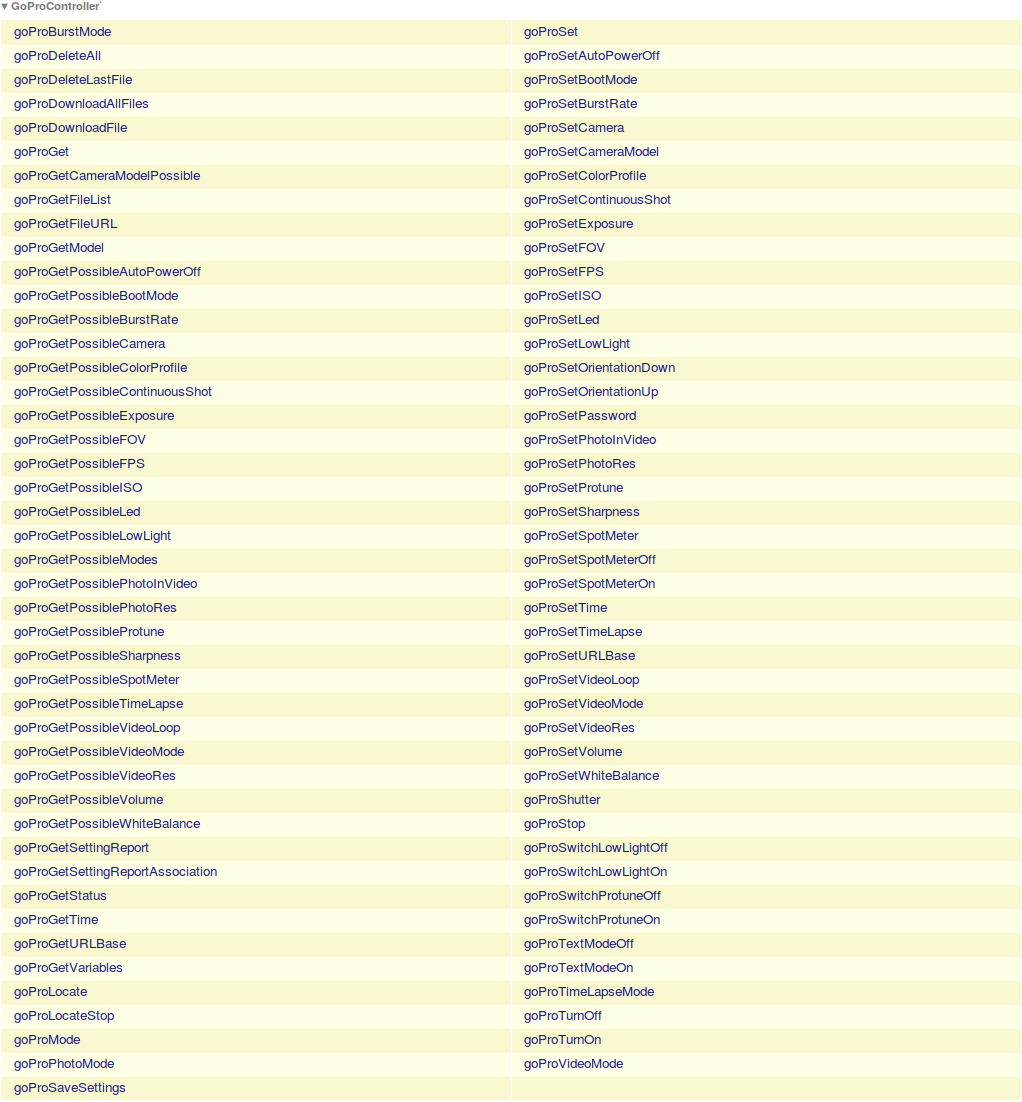 ▼ GoProController`
goProBurstMode
goProDeleteAll
goProDeleteLastFile
goProDownloadAllFiles
goProDownloadFile
goProGet
goProGetCameraModelPossible
goProGetFileList
goProGetFileURL
goProGetModel
goProGetPossibleAutoPowerOff
goProGetPossibleBootMode
goProGetPossibleBurstRate
goProGetPossibleCamera
goProGetPossibleColorProfile
goProGetPossibleContinuousShot
goProGetPossibleExposure
goProGetPossibleFOV
goProGetPossibleFPS
goProGetPossibleISO
goProGetPossibleLed
goProGetPossibleLowLight
goProGetPossibleModes
goProGetPossiblePhotoInVideo
goProGetPossiblePhotoRes
goProGetPossibleProtune
goProGetPossibleSharpness
goProGetPossibleSpotMeter
goProGetPossibleTimeLapse
goProGetPossibleVideoLoop
goProGetPossibleVideoMode
goProGetPossibleVideoRes
goProGetPossibleVolume
goProGetPossibleWhiteBalance
goProGetSettingReport
goProGetSettingReportAssociation
goProGetStatus
goProGetTime
goProGetURLBase
goProGetVariables
goProLocate
goProLocateStop
goProMode
goProPhotoMode
goProSaveSettings
goProSet
goProSetAutoPowerOff
goProSetBootMode
goProSetBurstRate
goProSetCamera
goProSetCameraModel
goProSetColorProfile
goProSetContinuousShot
goProSetExposure
goProSetFOV
goProSetFPS
goProSetISO
goProSetLed
goProSetLowLight
goProSetOrientationDown
goProSetOrientationUp
goProSetPassword
goProSetPhotoInVideo
goProSetPhotoRes
goProSetProtune
goProSetSharpness
goProSetSpotMeter
goProSetSpotMeterOff
goProSetSpotMeterOn
goProSetTime
goProSetTimeLapse
goProSetURLBase
goProSetVideoLoop
goProSetVideoMode
goProSetVideoRes
goProSetVolume
goProSetWhiteBalance
goProShutter
goProStop
goProSwitchLowLightOff
goProSwitchLowLightOn
goProSwitchProtuneOff
goProSwitchProtuneOn
goProTextModeOff
goProTextModeOn
goProTimeLapseMode
goProTurnOff
goProTurnOn
goProVideoMode